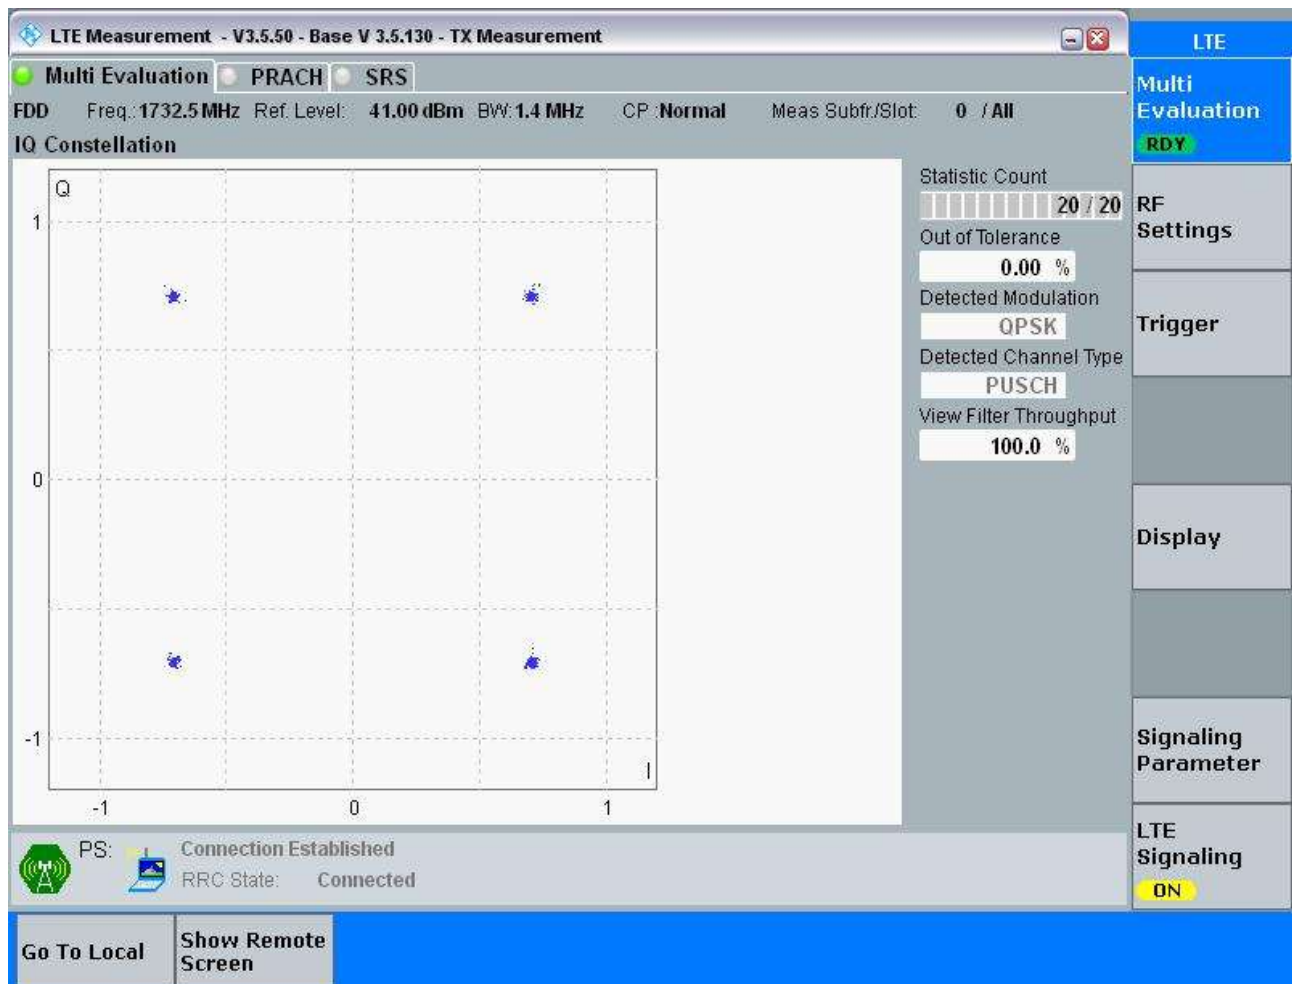 LTE Measurement - V3.5.50 - Base V 3.5.130 - TX Measurement
LTE
Multi Evaluation PRACH SRS
FDD Freq.:1732.5 MHz Ref. Level: 41.00 dBm BW:1.4 MHz CP :Normal Meas Subfr/Slot: 0 / All
IQ Constellation
Q
1
0
-1
I
-1 0 1
Statistic Count
20 / 20
Out of Tolerance
0.00 %
Detected Modulation
QPSK
Detected Channel Type
PUSCH
View Filter Throughput
100.0 %
Multi
Evaluation
RDY
RF
Settings
Trigger
Display
Signaling
Parameter
LTE
Signaling
ON
PS: Connection Established
RRC State: Connected
Go To Local
Show Remote
Screen